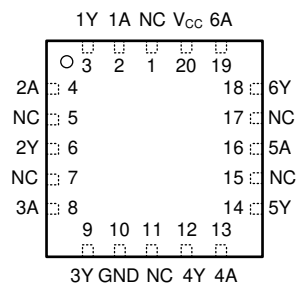 1Y 1A NC VCC 6A
3 2 1 20 19
2A 4 18 6Y
NC 5 17 NC
2Y 6 16 5A
NC 7 15 NC
3A 8 14 5Y
9 10 11 12 13
3Y GND NC 4Y 4A